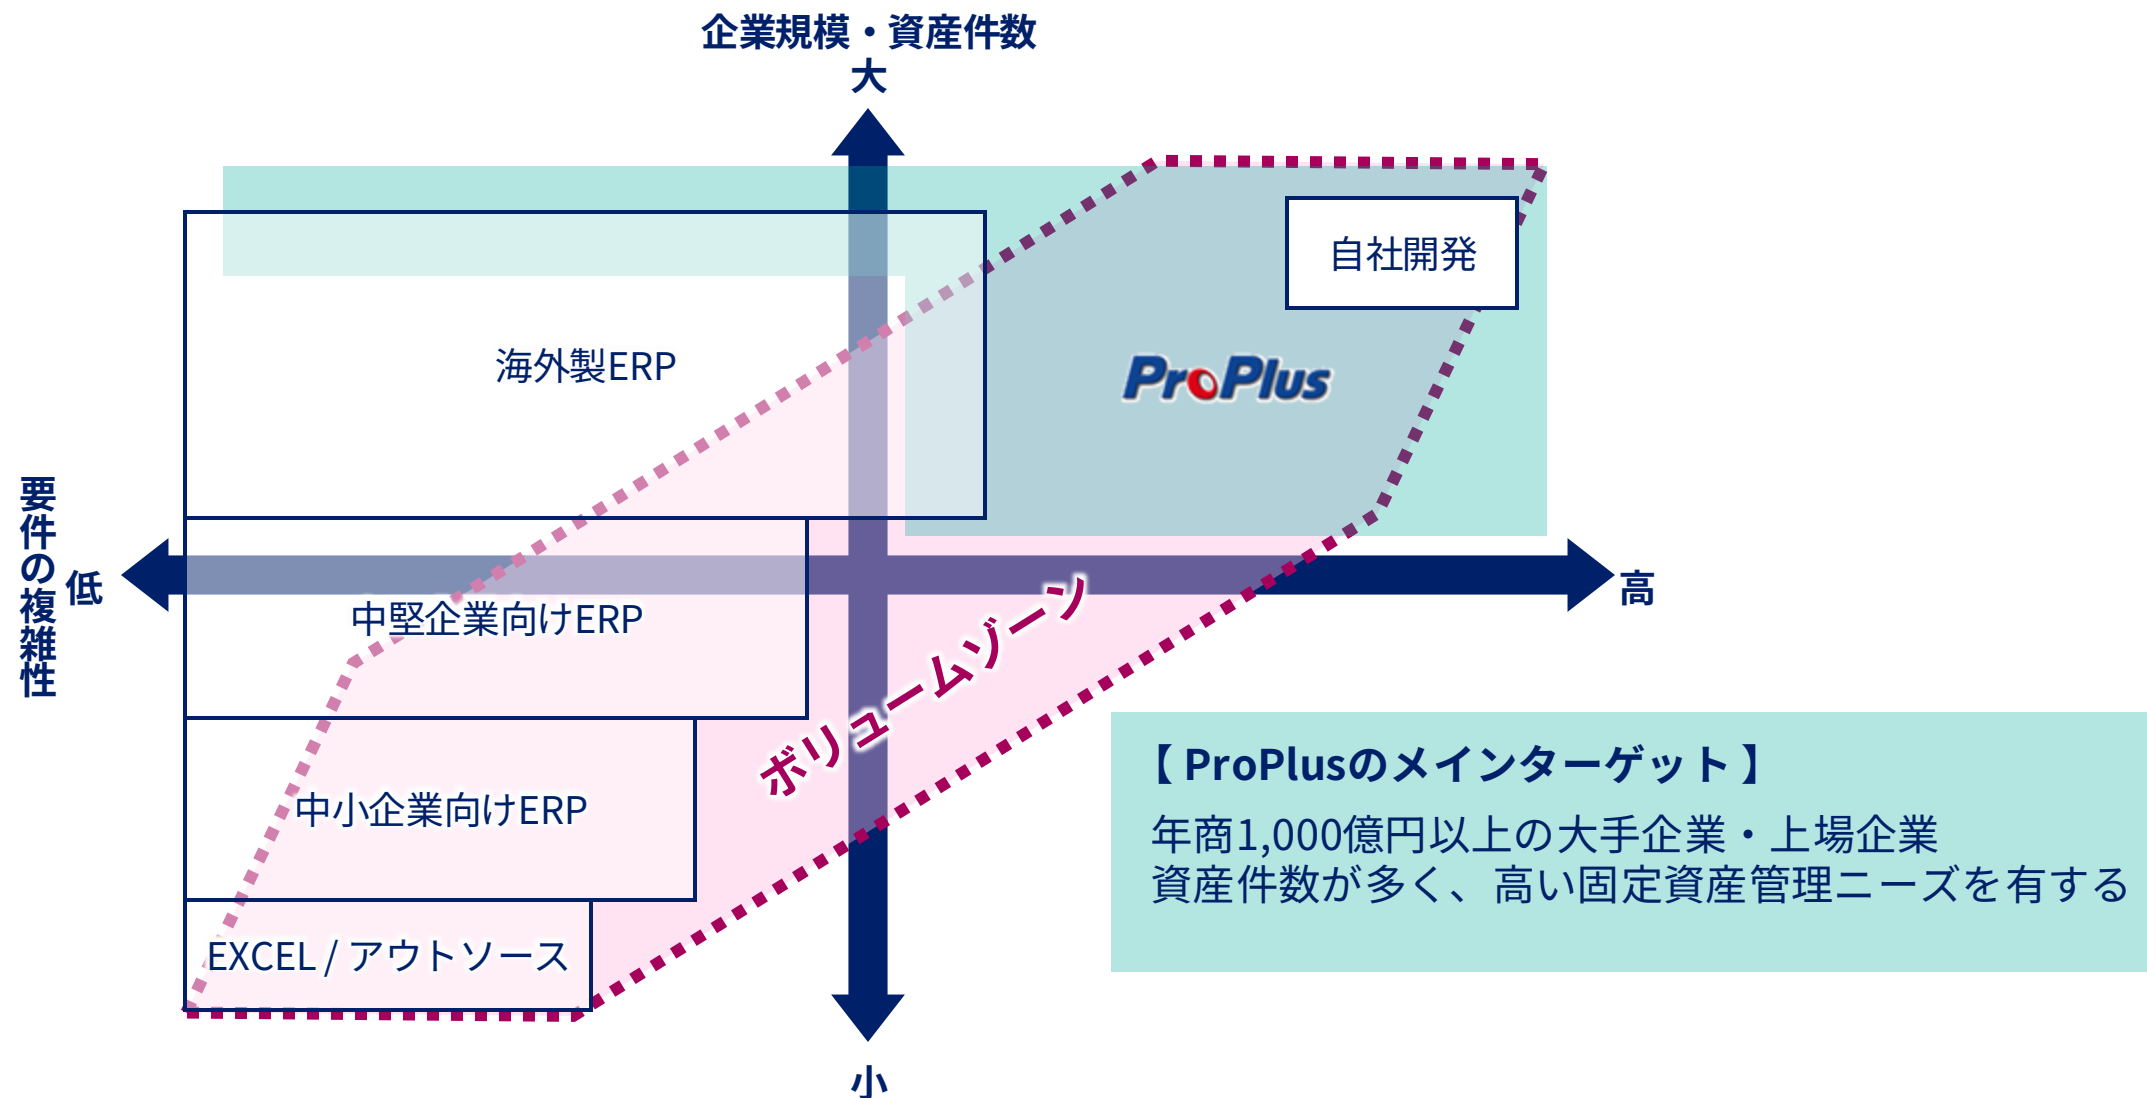 企業規模・資産件数
大
自社開発
海外製ERP
ProPlus
要件の複雑性
低
高
中堅企業向けERP
ボリュームゾーン
中小企業向けERP
【 ProPlusのメインターゲット 】
年商1,000億円以上の大手企業・上場企業
資産件数が多く、高い固定資産管理ニーズを有する
EXCEL / アウトソース
小